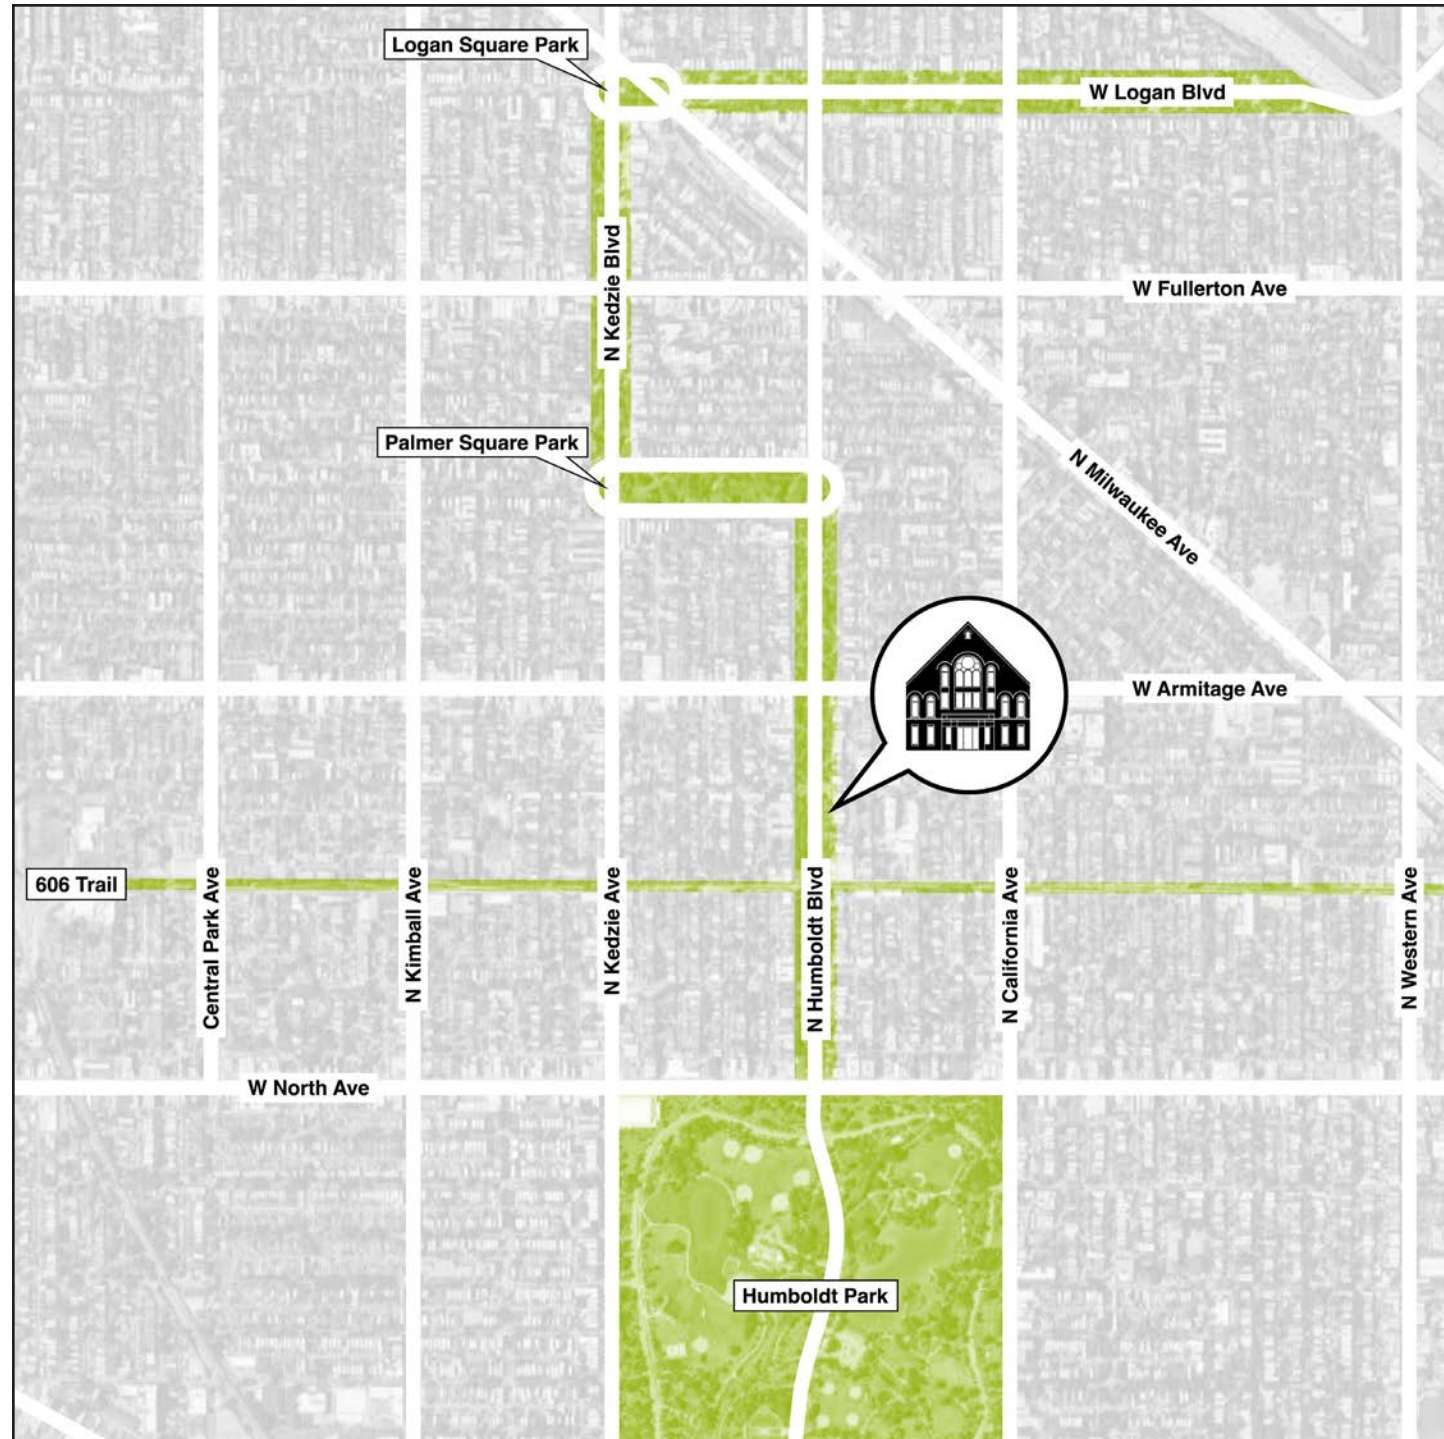 Logan Square Park
W Logan Blvd
N Kedzie Blvd
W Fullerton Ave
Palmer Square Park
N Milwaukee Ave
W Armitage Ave
606 Trail
Central Park Ave
N Kimball Ave
N Kedzie Ave
N Humboldt Blvd
N California Ave
N Western Ave
W North Ave
Humboldt Park